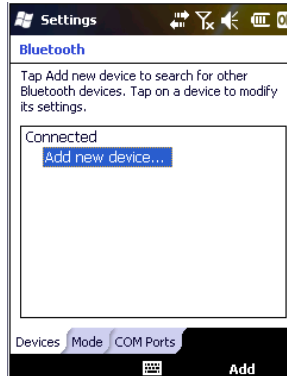 Settings
Bluetooth
Tap Add new device to search for other
Bluetooth devices. Tap on a device to modify
its settings.
Connected
Add new device...
Devices Mode COM Ports
Add